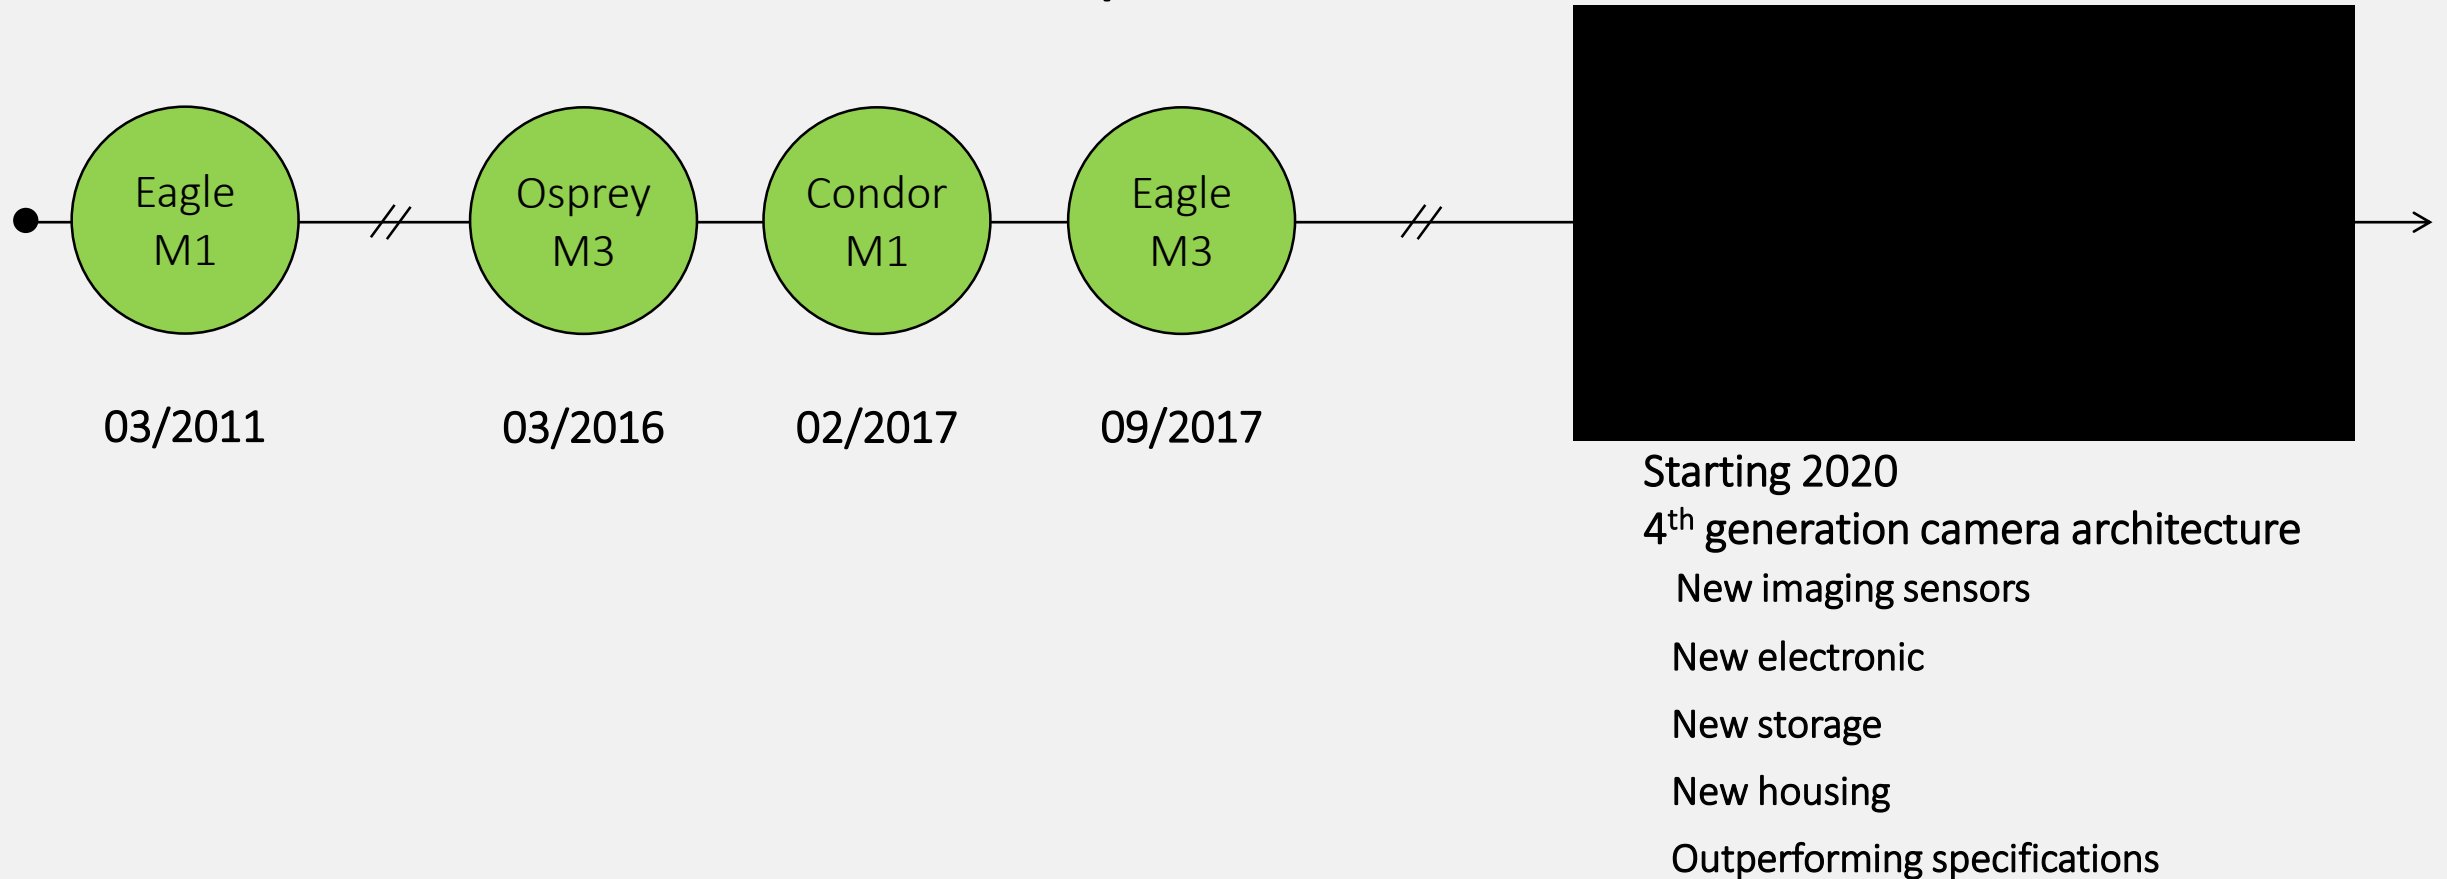 Eagle
M1
Osprey
M3
Condor
M1
Eagle
M3
03/2011
03/2016
02/2017
09/2017
Starting 2020
4th generation camera architecture
New imaging sensors
New electronic
New storage
New housing
Outperforming specifications